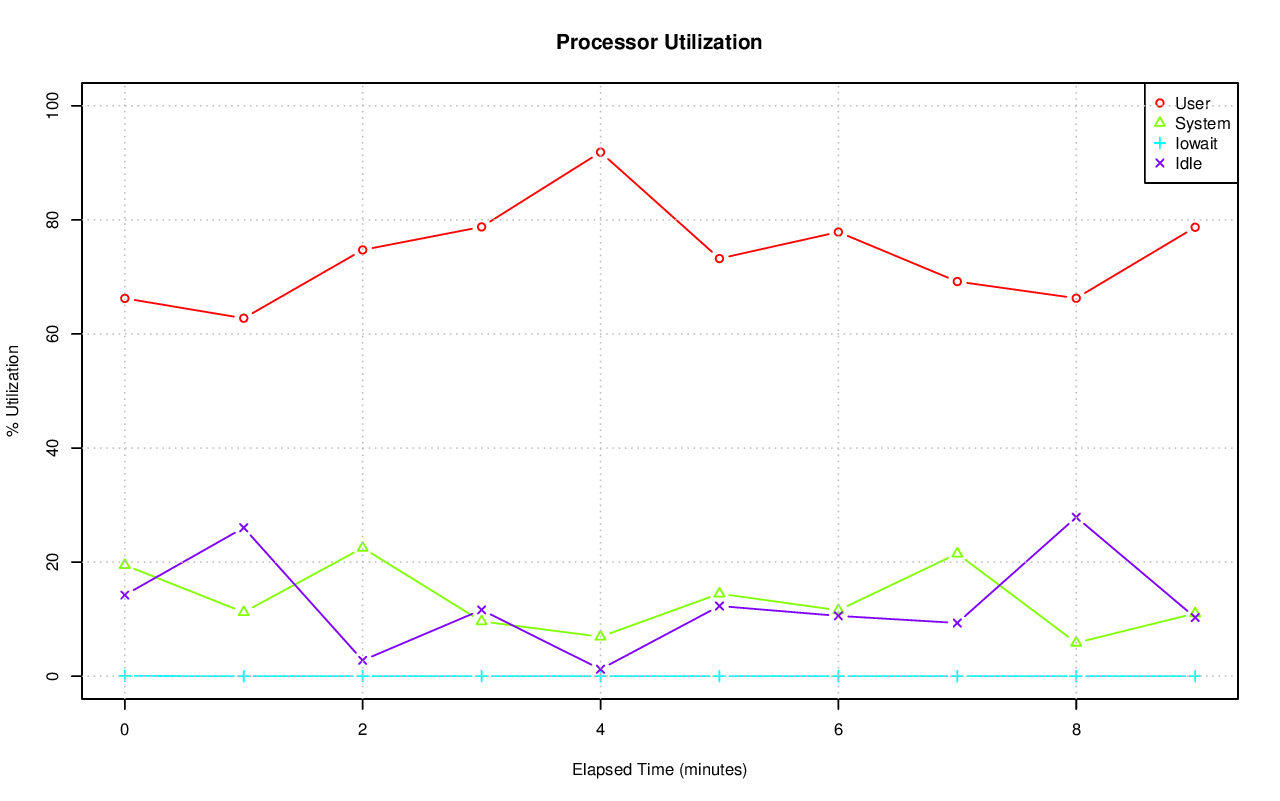 Processor Utilization
User
System
Iowait
Idle
100
80
60
40
20
0
% Utilization
0 2 4 6 8
Elapsed Time (minutes)